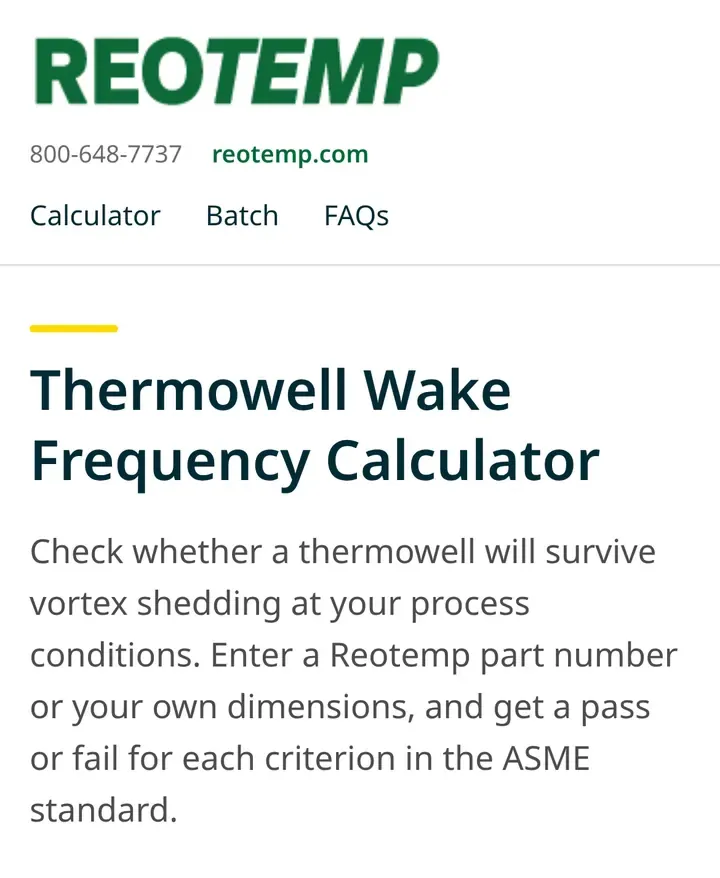 REOTEMP
800-648-7737 reotemp.com
Calculator Batch FAQs
Thermowell Wake
Frequency Calculator
Check whether a thermowell will survive
vortex shedding at your process
conditions. Enter a Reotemp part number
or your own dimensions, and get a pass
or fail for each criterion in the ASME
standard.